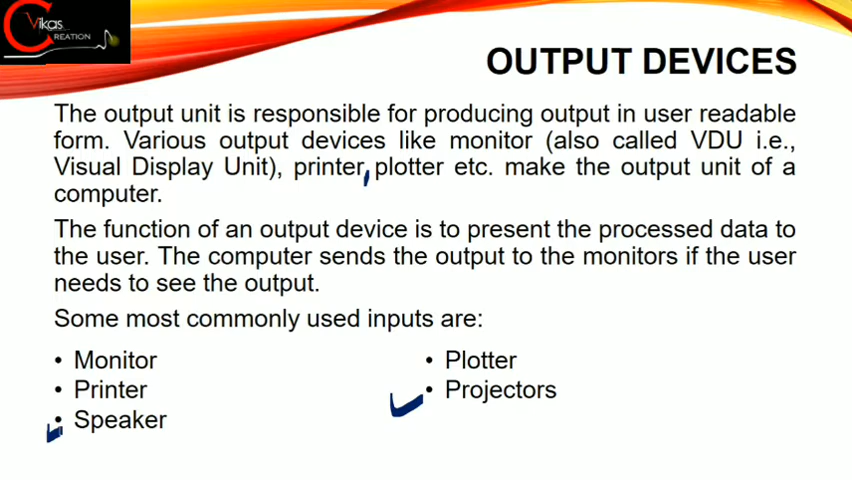 Vikas
CREATION
OUTPUT DEVICES
The output unit is responsible for producing output in user readable
form. Various output devices like monitor (also called VDU i.e.,
Visual Display Unit), printer, plotter etc. make the output unit of a
computer.
The function of an output device is to present the processed data to
the user. The computer sends the output to the monitors if the user
needs to see the output.
Some most commonly used inputs are:
• Monitor
• Printer
• Speaker
• Plotter
• Projectors